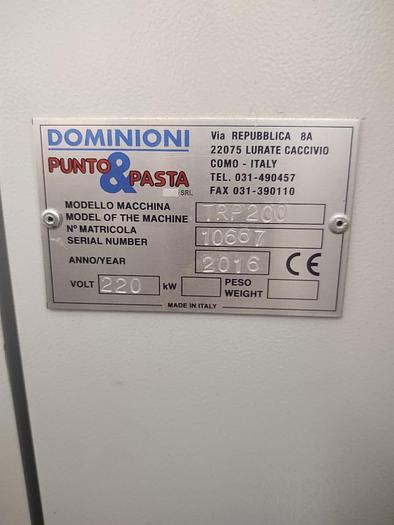 DOMINIONI
PUNTO & PASTA SRL
Via REPUBBLICA 8A
22075 LURATE CACCIVIO
COMO - ITALY
TEL. 031-490457
FAX 031-390110
MODELLO MACCHINA
MODEL OF THE MACHINE TRP200
N° MATRICOLA
SERIAL NUMBER 10667
ANNO/YEAR 2016 CE
VOLT 220 kW PESO
WEIGHT
MADE IN ITALY